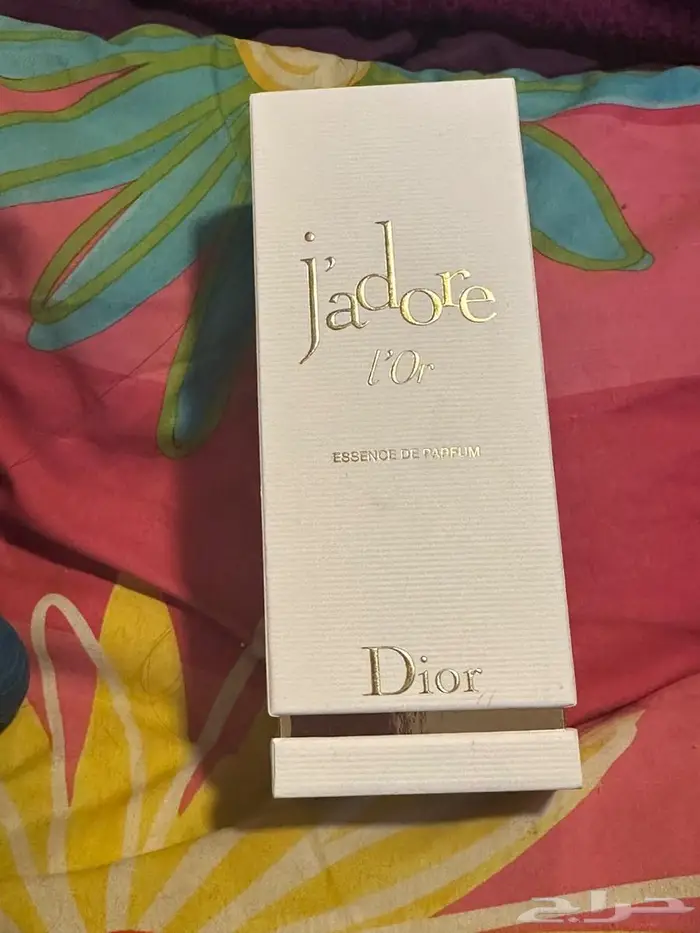 j'adore
l'Or
ESSENCE DE PARFUM
Dior
حراج